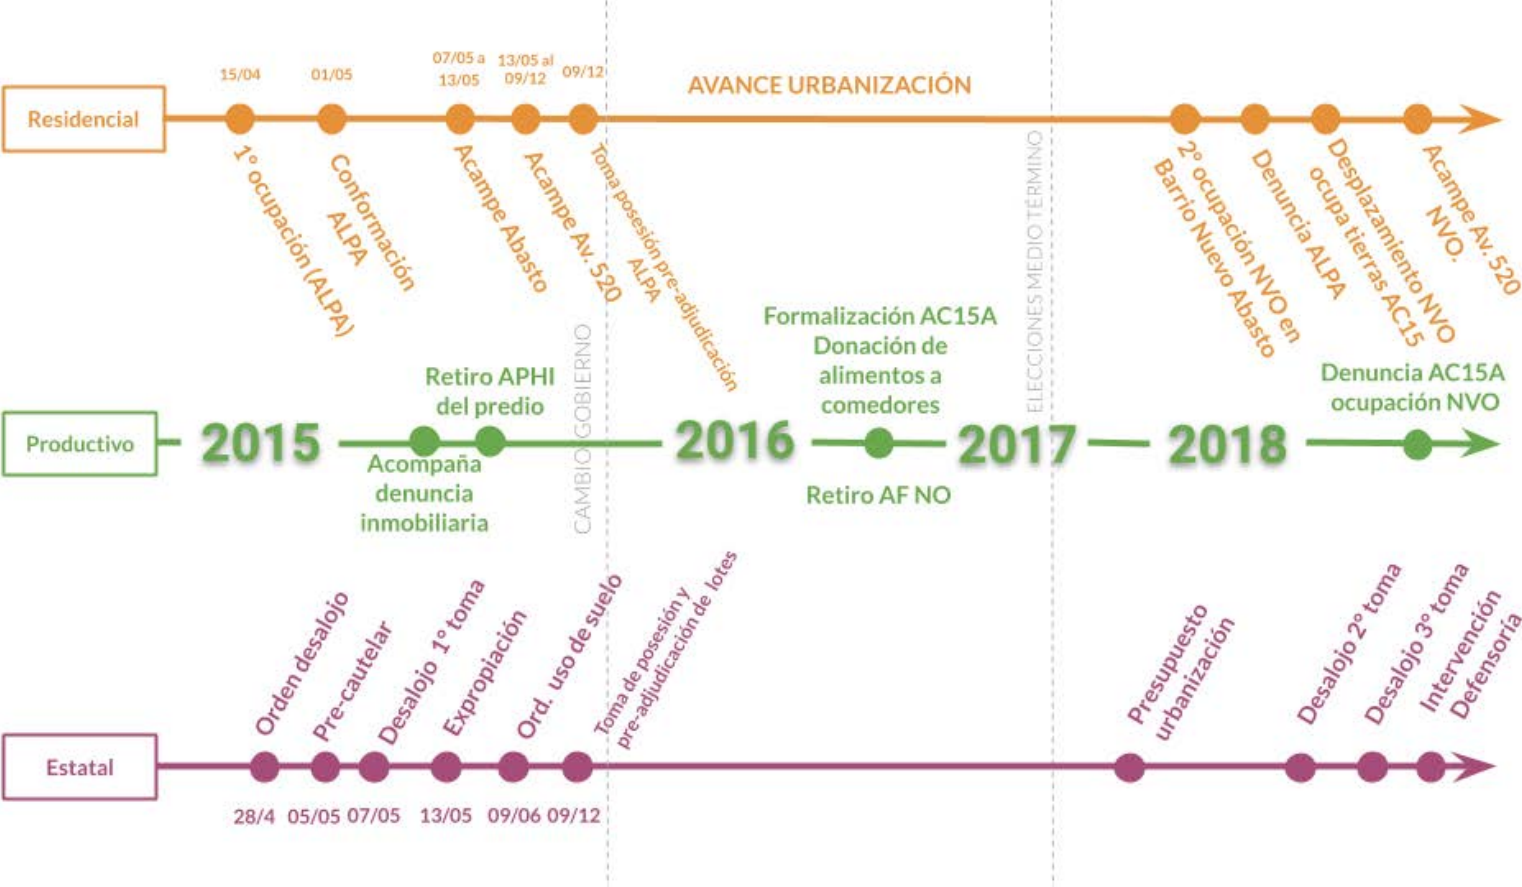 15/04
01/05
07/05 a
13/05
13/05 al
09/12
09/12
AVANCE URBANIZACIÓN
Residencial
1° ocupación (ALPA)
Conformación
ALPA
Acampe Abasto
Acampe Av. 520
Toma posesión pre-adjudicación
ALPA
2° ocupación NVO en
Barrio Nuevo Abasto
Denuncia ALPA
Desplazamiento NVO
ocupa tierras AC15
Acampe Av. 520
NVO.
CAMBIO GOBIERNO
ELECCIONES MEDIO TÉRMINO
Retiro APHI
del predio
Formalización AC15A
Donación de
alimentos a
comedores
Denuncia AC15A
ocupación NVO
Productivo
2015
2016
2017
2018
Acompaña
denuncia
inmobiliaria
Retiro AF NO
Orden desalojo
Pre-cautelar
Desalojo 1° toma
Expropiación
Ord. uso de suelo
Toma de posesión y
pre-adjudicación de lotes
Presupuesto
urbanización
Desalojo 2° toma
Desalojo 3° toma
Intervención
Defensoría
Estatal
28/4
05/05
07/05
13/05
09/06
09/12